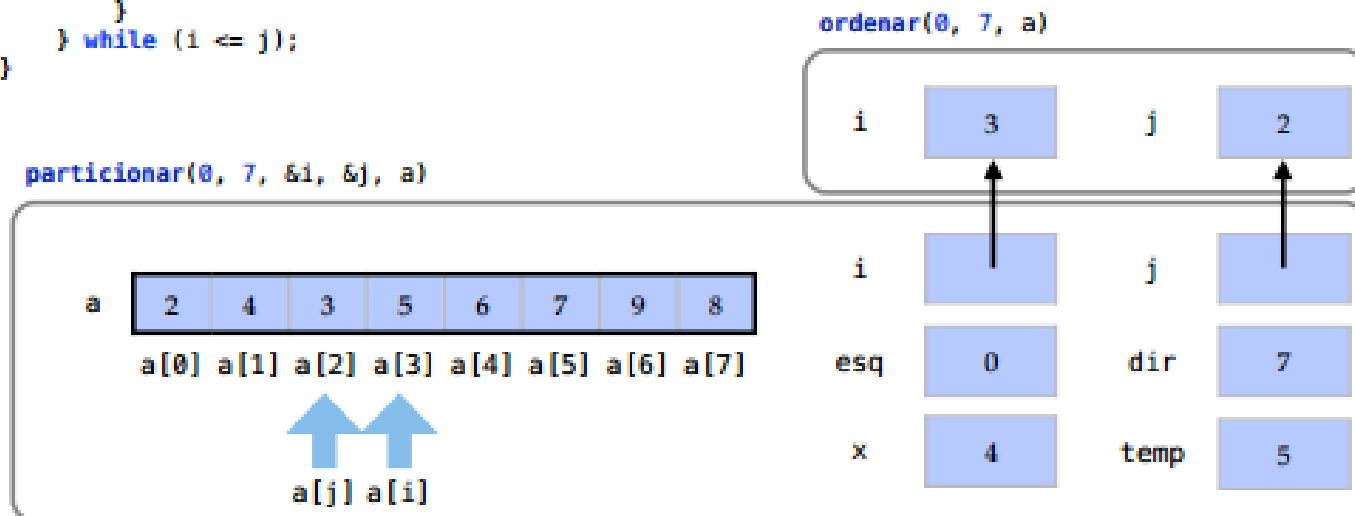 }
} while (i <= j);
}
ordenar(0, 7, a)
i 3 j 2
particionar(0, 7, &i, &j, a)
i j
a 2 4 3 5 6 7 9 8
a[0] a[1] a[2] a[3] a[4] a[5] a[6] a[7]
esq 0 dir 7
x 4 temp 5
a[j] a[i]